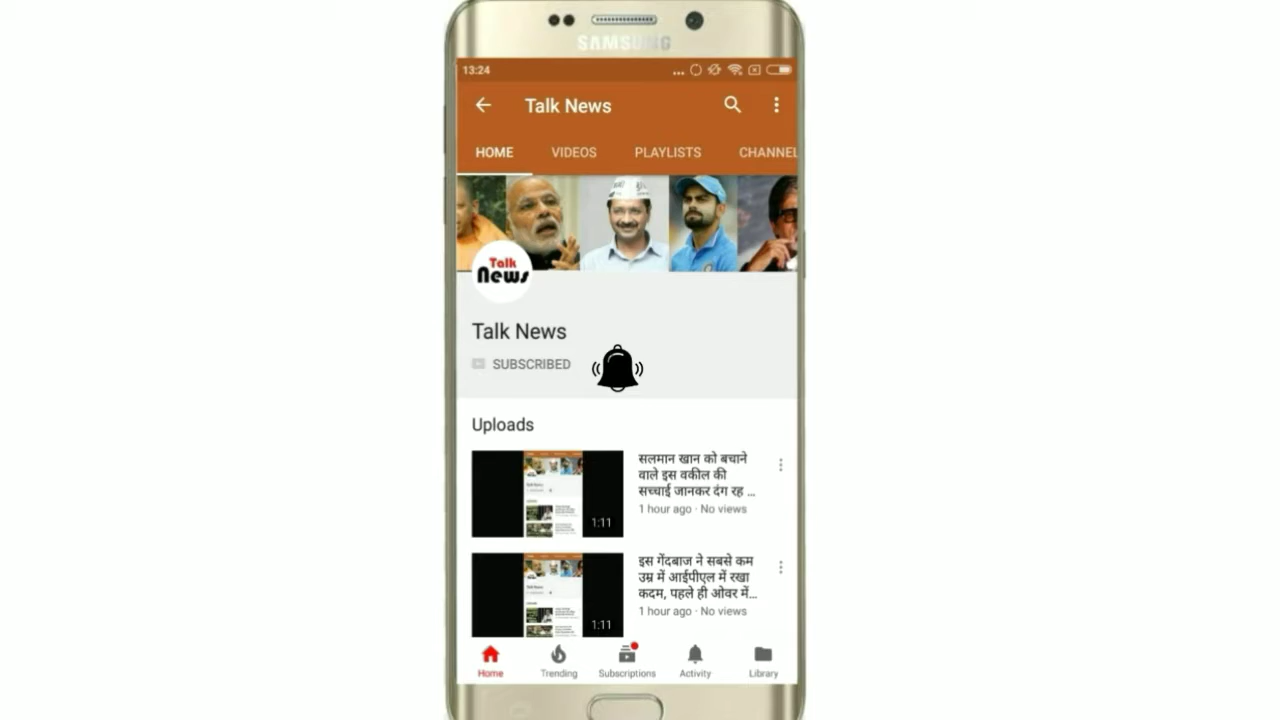 SAMSUNG
13:24
Talk News
HOME VIDEOS PLAYLISTS CHANNEL
Talk
News
Talk News
SUBSCRIBED
Uploads
सलमान खान को बचाने
वाले इस वकील की
सच्चाई जानकर दंग रह ...
1 hour ago · No views
1:11
इस गेंदबाज ने सबसे कम
उम्र में आईपीएल में रखा
कदम, पहले ही ओवर में...
1 hour ago · No views
1:11
Home Trending Subscriptions Activity Library